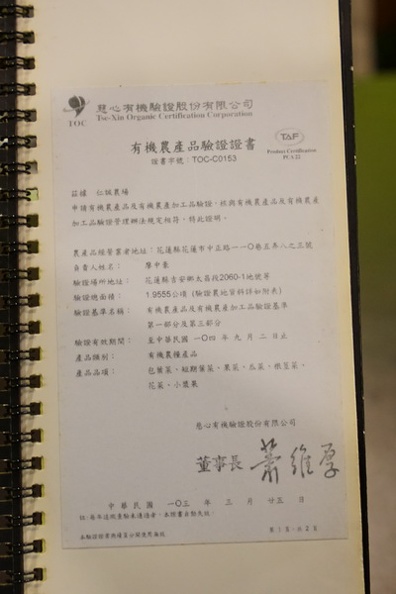 慈心有機驗證股份有限公司
TOC
Tse-Xin Organic Certification Corporation
有機農產品驗證證書
TAF
Product Certification
證書字號：TOC-C0153
茲據 仁誠農場
申請有機農產品及有機農產加工品驗證，核與有機農產品及有機農產
加工品驗證管理辦法規定相符，特此證明。
農產品經營業者地址：花蓮縣花蓮市中正路一一0巷五弄八之三號
負責人姓名：
驗證場所地址：花蓮縣吉安鄉太昌段2060-1地號等
驗證總面積：1.9555公頃（驗證農地資料詳如附表）
驗證基準名稱：有機農產品及有機農產加工品驗證基準
第一部分及第三部分
驗證有效期間：至中華民國 一0四 年 九 月 二 日止
產品類別：有機農糧產品
產品品項：包葉菜、短期葉菜、果菜、瓜菜、根莖菜、
花菜、小漿果
慈心有機驗證股份有限公司
董事長
中 華 民 國 一0三 年 三 月 廿五 日
第 1 頁，共 2 頁